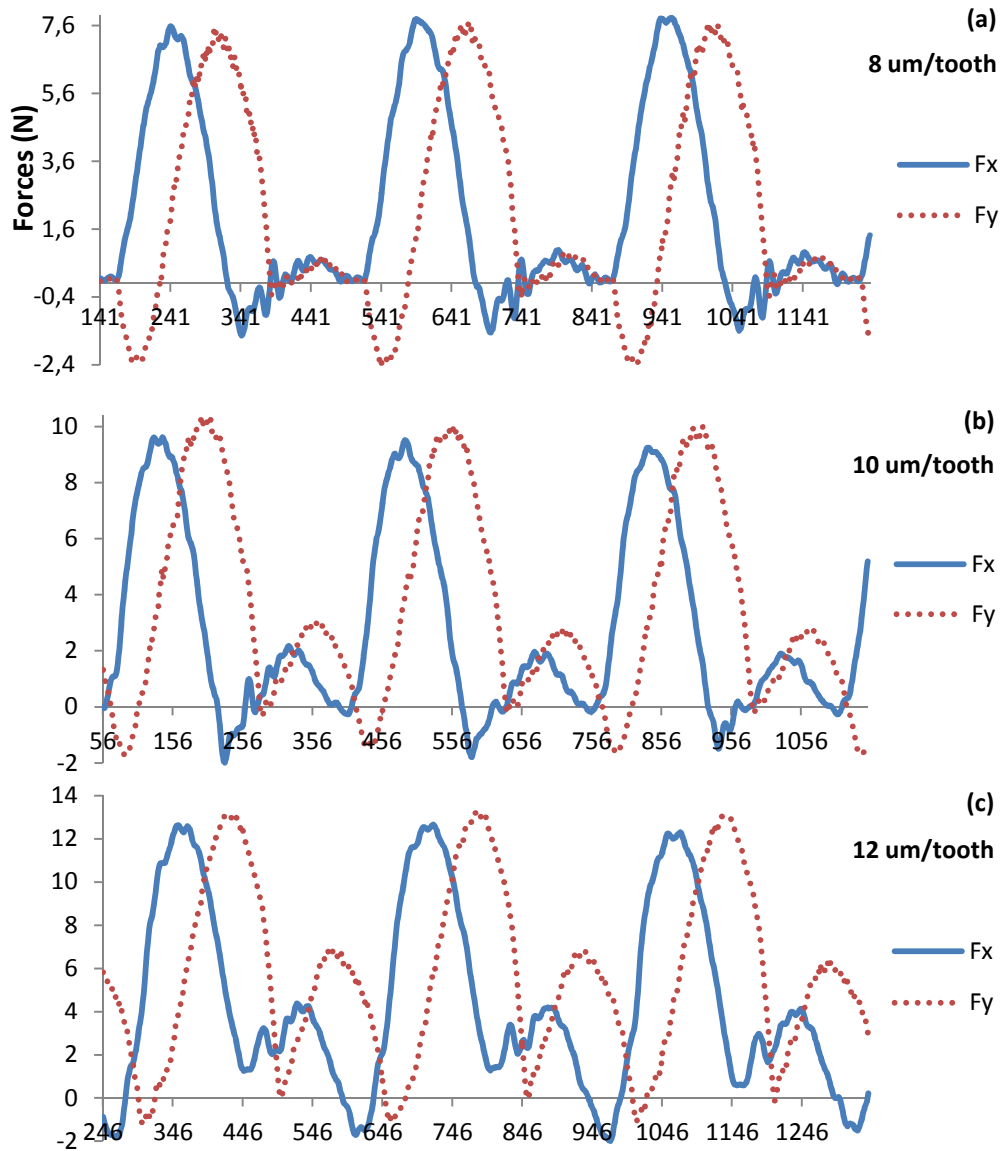 (a)
8 um/tooth
Forces (N)
7,6
5,6
3,6
1,6
-0,4
-2,4
141 241 341 441 541 641 741 841 941 1041 1141
Fx
Fy
(b)
10 um/tooth
10
8
6
4
2
0
-2
56 156 256 356 456 556 656 756 856 956 1056
Fx
Fy
(c)
12 um/tooth
14
12
10
8
6
4
2
0
-2
246 346 446 546 646 746 846 946 1046 1146 1246
Fx
Fy